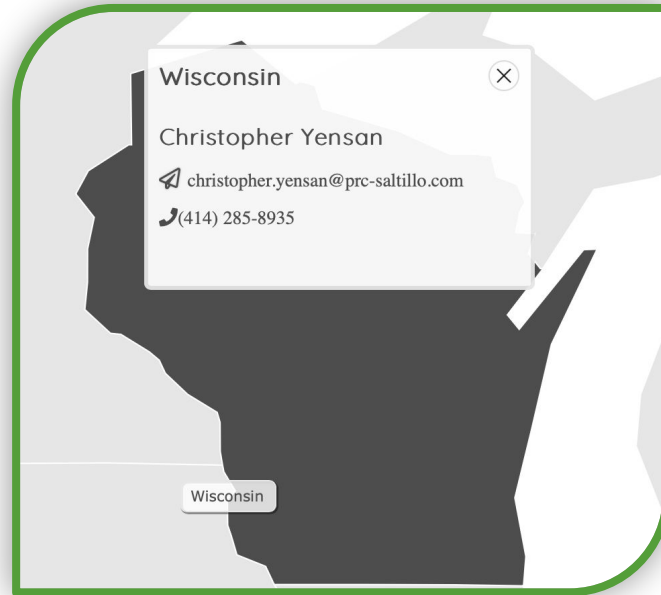 Wisconsin
Christopher Yensan
christopher.yensan@prc-saltillo.com
(414) 285-8935
Wisconsin